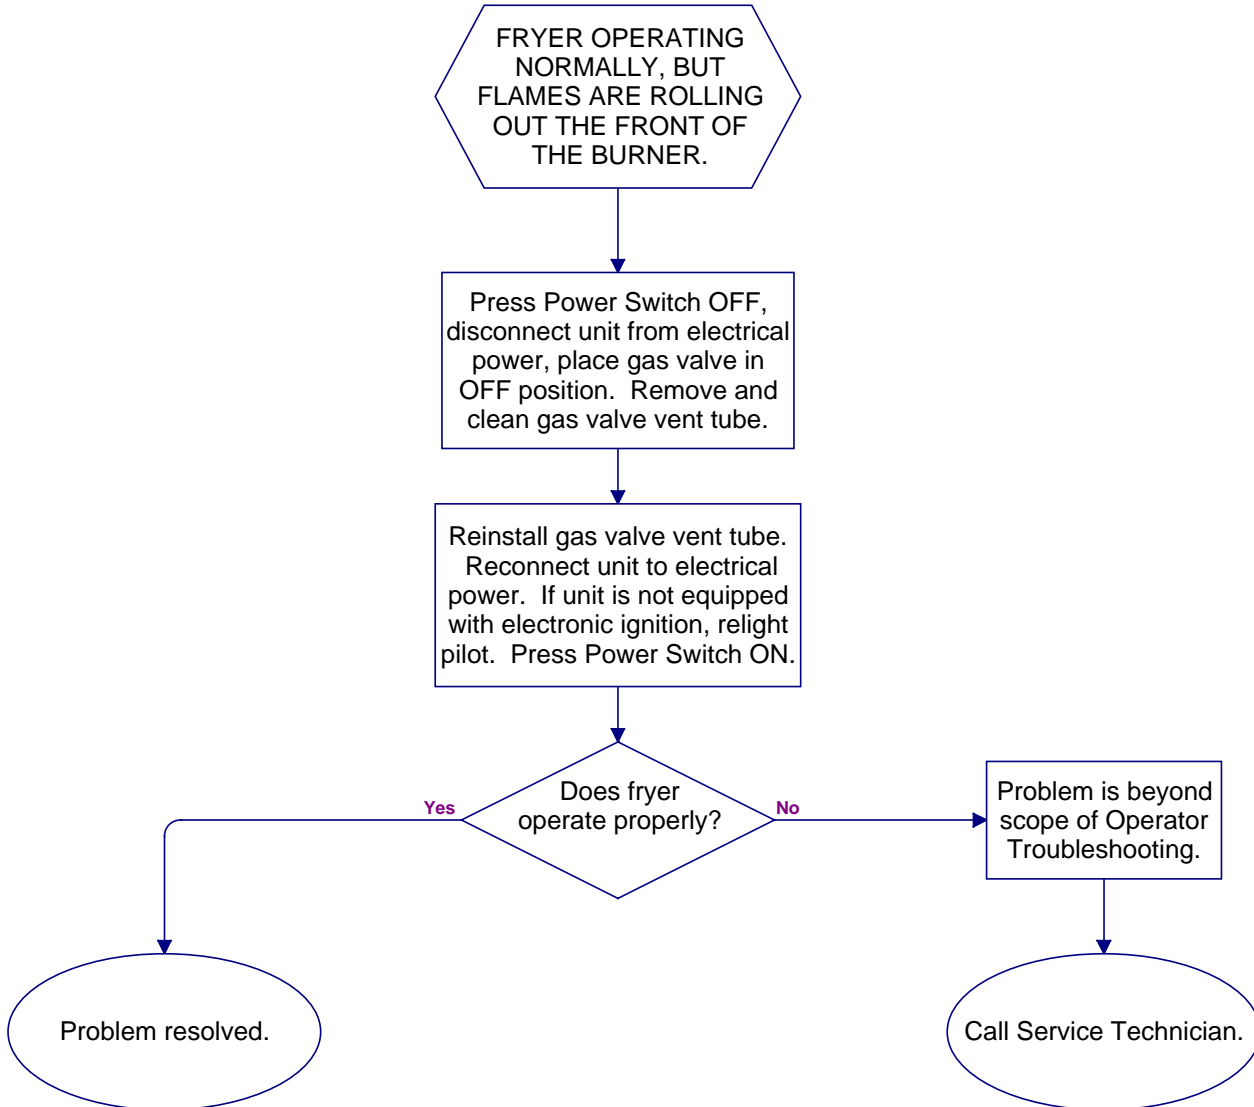 FRYER OPERATING
NORMALLY, BUT
FLAMES ARE ROLLING
OUT THE FRONT OF
THE BURNER.
Press Power Switch OFF,
disconnect unit from electrical
power, place gas valve in
OFF position.  Remove and
clean gas valve vent tube.
Reinstall gas valve vent tube.
Reconnect unit to electrical
power.  If unit is not equipped
with electronic ignition, relight
pilot.  Press Power Switch ON.
Does fryer
operate properly?
Yes
No
Problem is beyond
scope of Operator
Troubleshooting.
Problem resolved.
Call Service Technician.